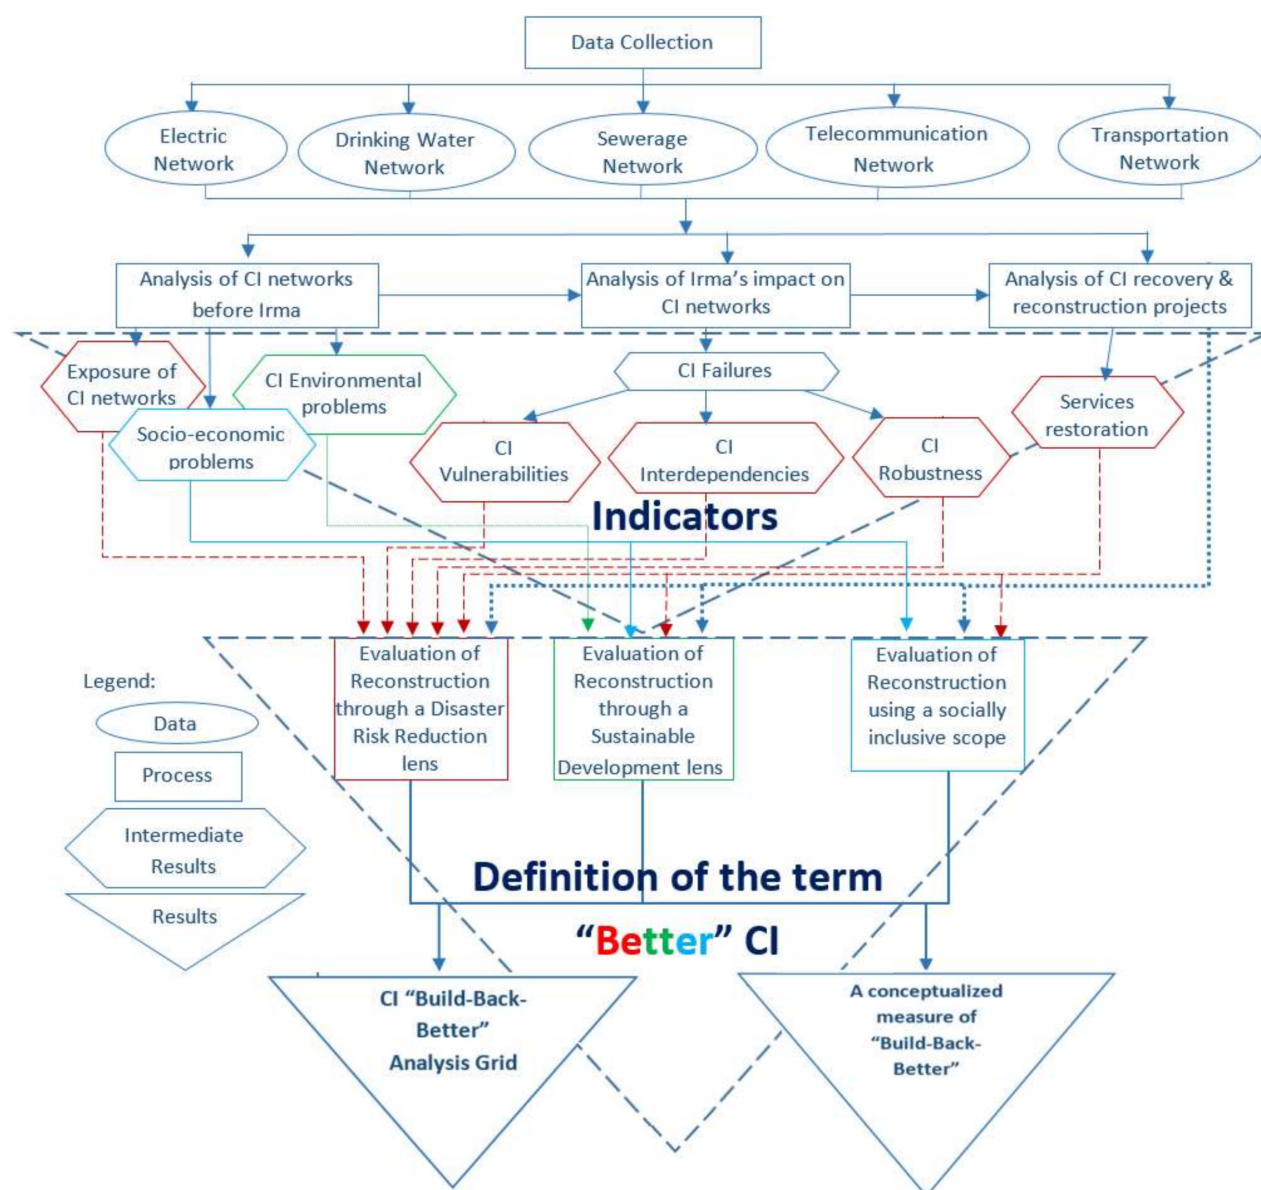 Data Collection
Electric
Network
Drinking Water
Network
Sewerage
Network
Telecommunication
Network
Transportation
Network
Analysis of CI networks
before Irma
Analysis of Irma's impact on
CI networks
Analysis of CI recovery &
reconstruction projects
Exposure of
CI networks
CI Environmental
problems
Socio-economic
problems
CI Failures
CI
Vulnerabilities
CI
Interdependencies
CI
Robustness
Services
restoration
Indicators
Evaluation of
Reconstruction
through a Disaster
Risk Reduction
lens
Evaluation of
Reconstruction
through a
Sustainable
Development lens
Evaluation of
Reconstruction
using a socially
inclusive scope
Legend:
Data
Process
Intermediate
Results
Results
Definition of the term
“Better” CI
CI “Build-Back-
Better”
Analysis Grid
A conceptualized
measure of
“Build-Back-
Better”